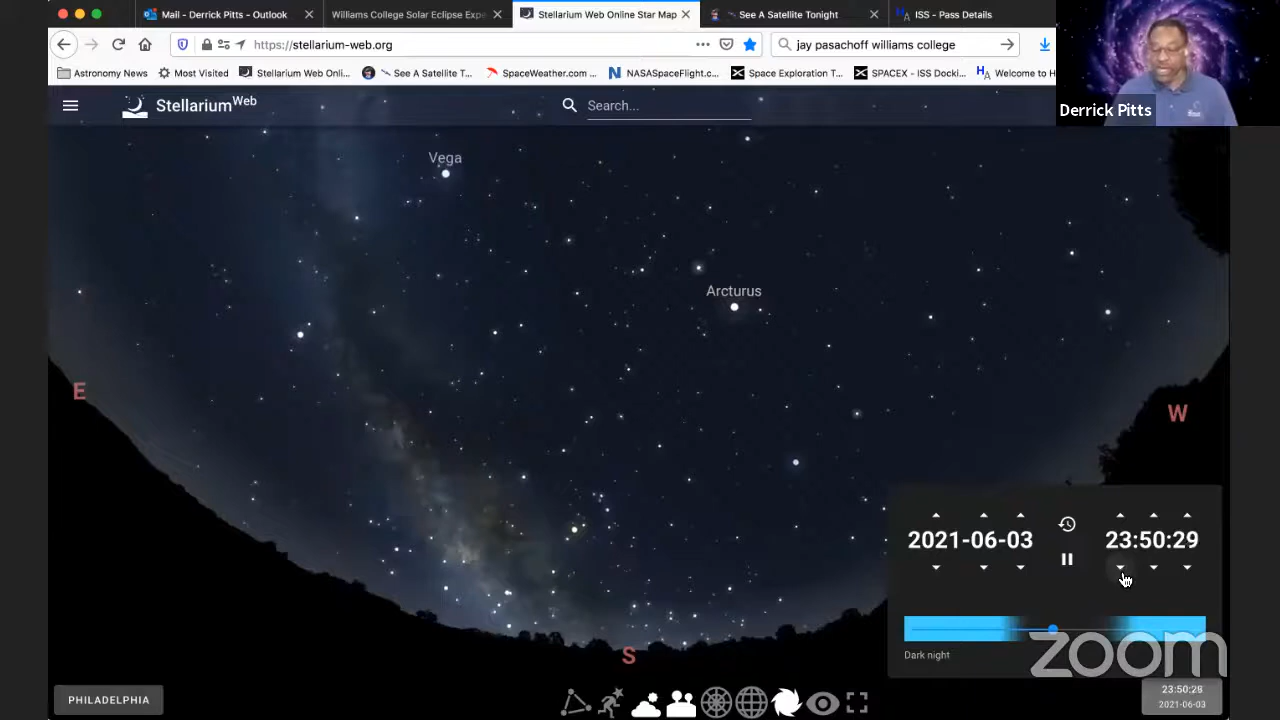 Mail - Derrick Pitts - Outlook
Williams College Solar Eclipse Exp
Stellarium Web Online Star Map
See A Satellite Tonight
ISS - Pass Details
https://stellarium-web.org
jay pasachoff williams college
Astronomy News
Most Visited
Stellarium Web Onli...
See A Satellite T...
SpaceWeather.com ...
NASASpaceFlight.c...
Space Exploration T...
SPACEX - ISS Docki...
Welcome to H
Derrick Pitts
StellariumWeb
Search...
Vega
Arcturus
E
W
S
2021-06-03
23:50:29
Dark night
zoom
PHILADELPHIA
23:50:28
2021-06-03